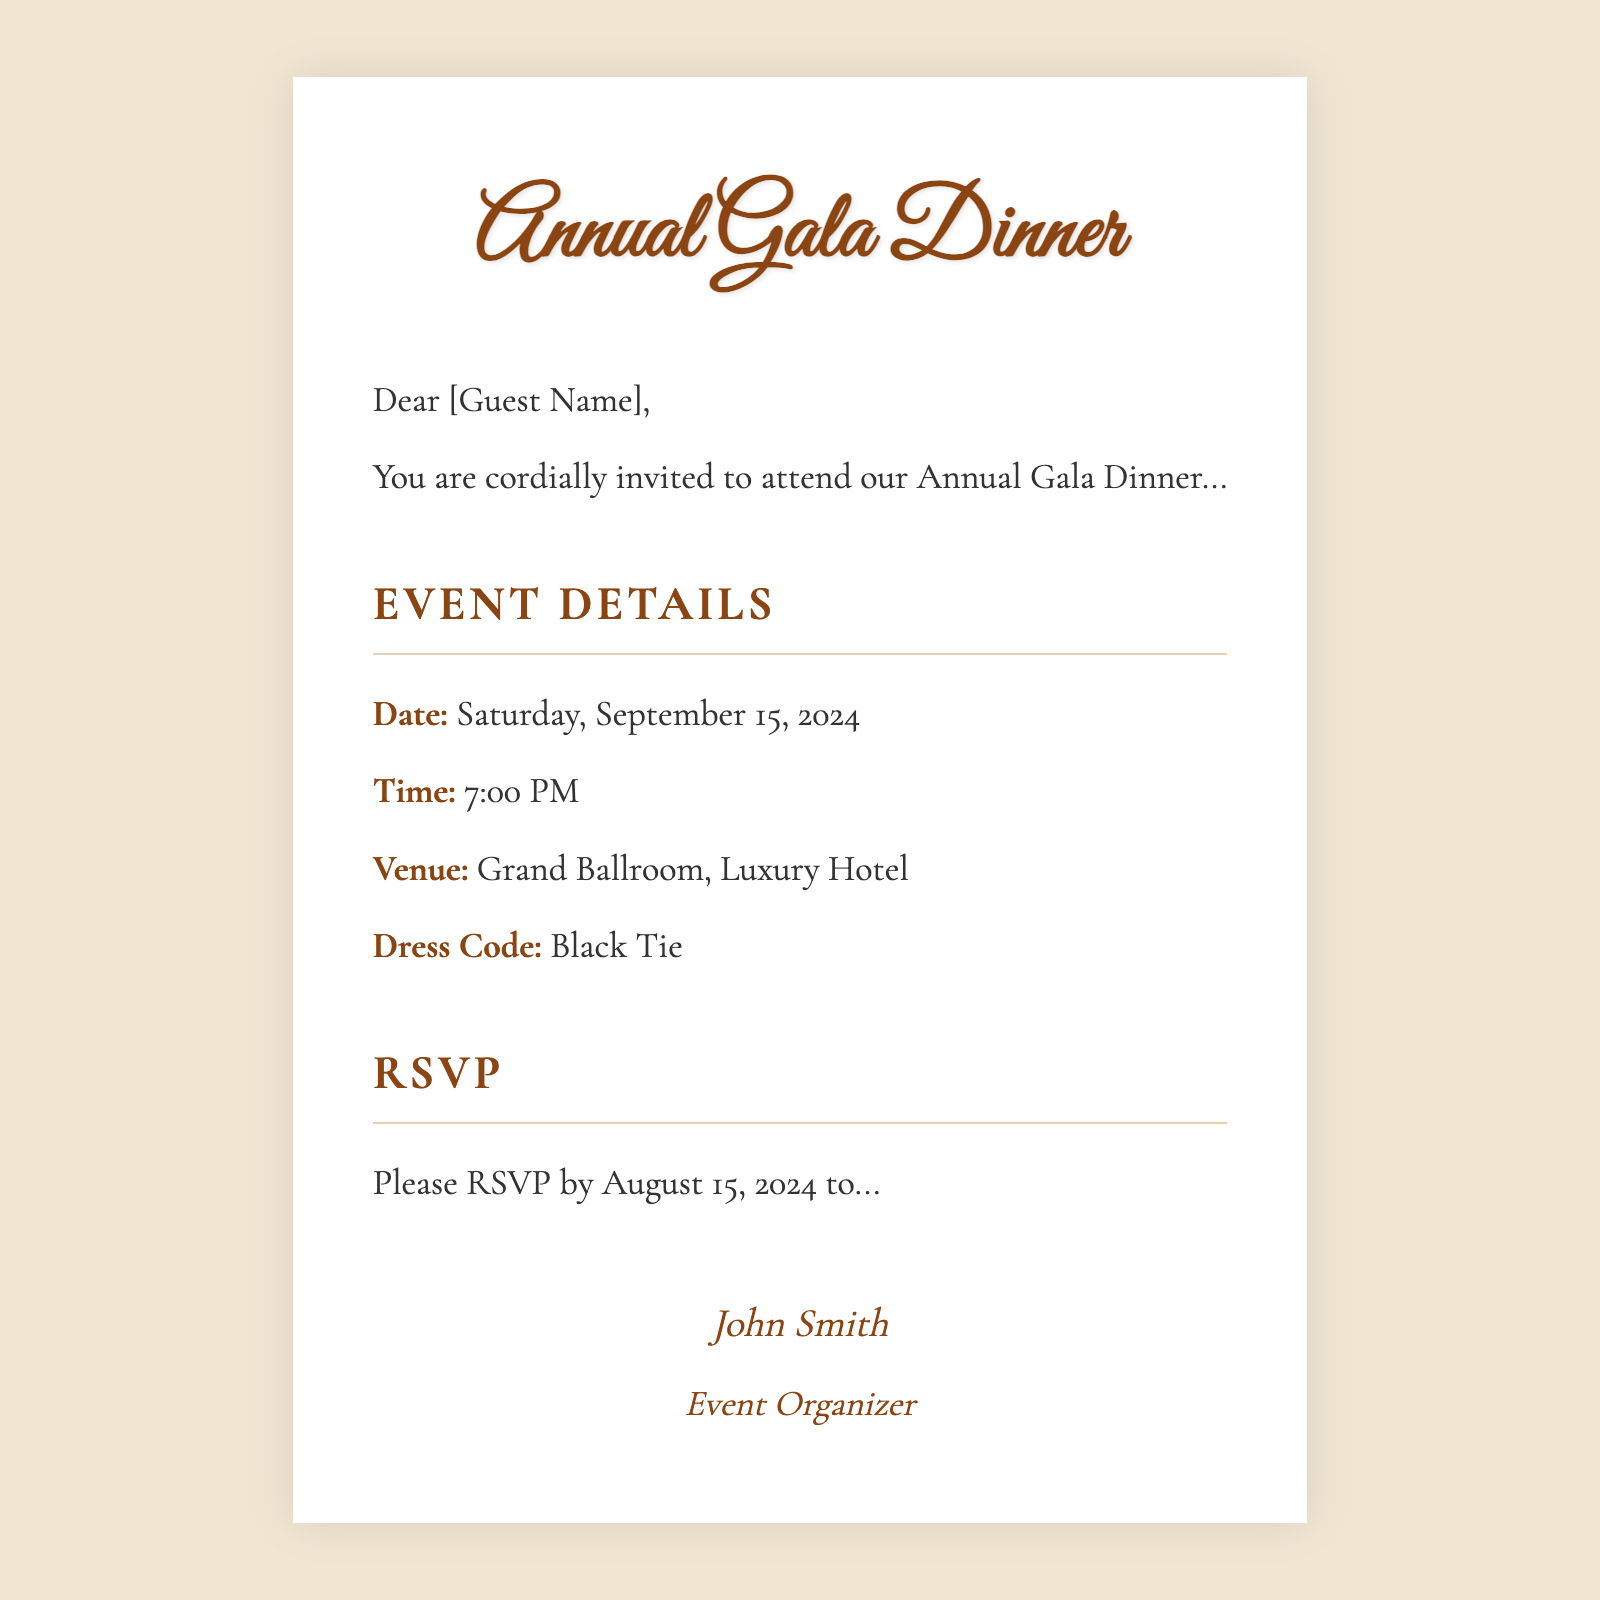 Annual Gala Dinner
Dear [Guest Name],
You are cordially invited to attend our Annual Gala Dinner...
EVENT DETAILS
Date: Saturday, September 15, 2024
Time: 7:00 PM
Venue: Grand Ballroom, Luxury Hotel
Dress Code: Black Tie
RSVP
Please RSVP by August 15, 2024 to...
John Smith
Event Organizer